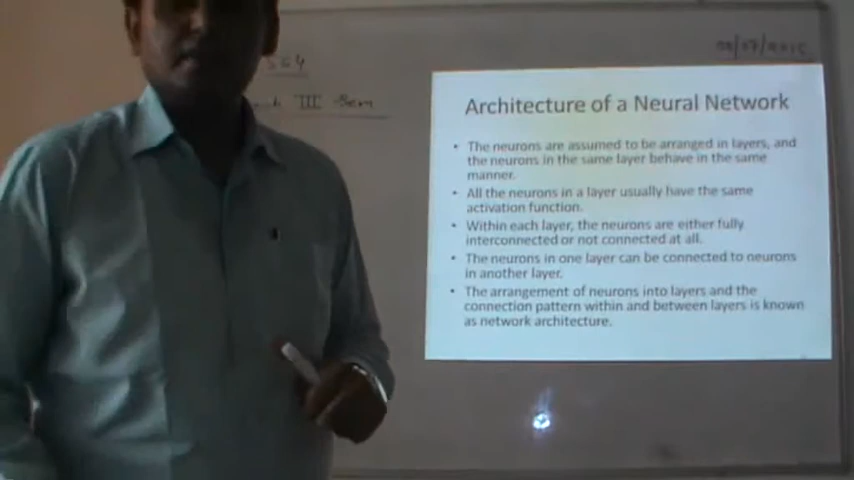 564
III Sem
Architecture of a Neural Network
• The neurons are assumed to be arranged in layers, and
the neurons in the same layer behave in the same
manner.
• All the neurons in a layer usually have the same
activation function.
• Within each layer, the neurons are either fully
interconnected or not connected at all.
• The neurons in one layer can be connected to neurons
in another layer.
• The arrangement of neurons into layers and the
connection pattern within and between layers is known
as network architecture.